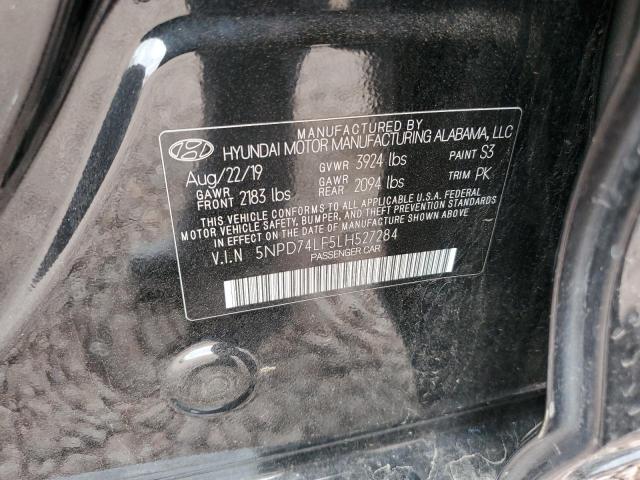 MANUFACTURED BY
HYUNDAI MOTOR MANUFACTURING ALABAMA, LLC
Aug/22/19 GVWR 3924 lbs PAINT S3
GAWR FRONT 2183 lbs GAWR REAR 2094 lbs TRIM PK
THIS VEHICLE CONFORMS TO ALL APPLICABLE U.S.A. FEDERAL
MOTOR VEHICLE SAFETY, BUMPER, AND THEFT PREVENTION STANDARDS
IN EFFECT ON THE DATE OF MANUFACTURE SHOWN ABOVE.
V.I.N 5NPD74LF5LH527284
PASSENGER CAR